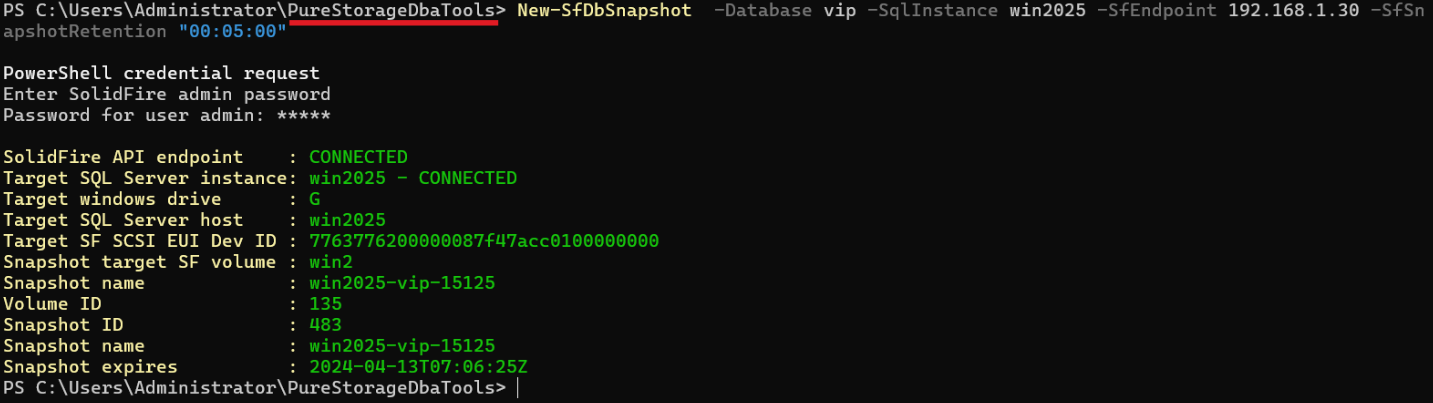 PS C:\Users\Administrator\PureStorageDbaTools> New-SfDbSnapshot  -Database vip -SqlInstance win2025 -SfEndpoint 192.168.1.30 -SfSn
apshotRetention "00:05:00"
PowerShell credential request
Enter SolidFire admin password
Password for user admin: *****
SolidFire API endpoint    : CONNECTED
Target SQL Server instance: win2025 - CONNECTED
Target windows drive      : G
Target SQL Server host    : win2025
Target SF SCSI EUI Dev ID : 7763776200000087f47acc0100000000
Snapshot target SF volume : win2
Snapshot name             : win2025-vip-15125
Volume ID                 : 135
Snapshot ID               : 483
Snapshot name             : win2025-vip-15125
Snapshot expires          : 2024-04-13T07:06:25Z
PS C:\Users\Administrator\PureStorageDbaTools>